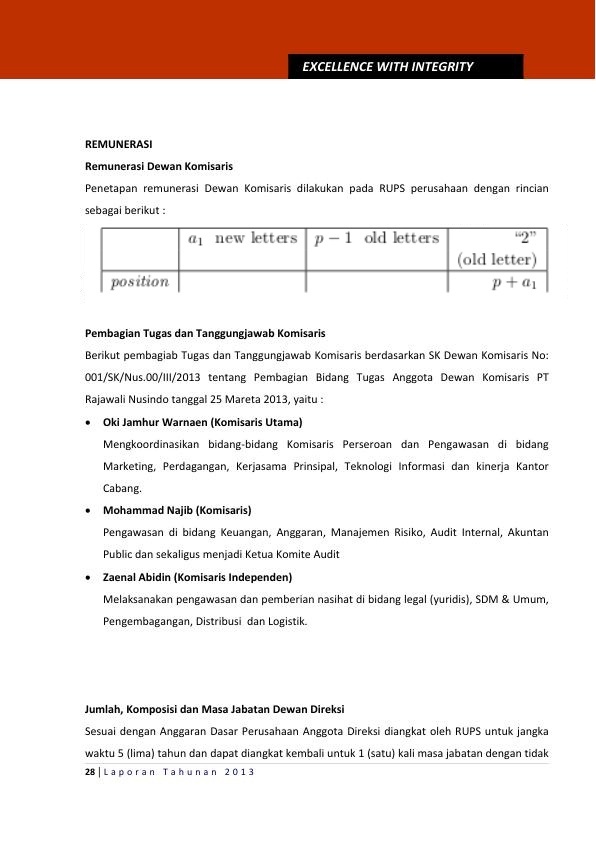 EXCELLENCE WITH INTEGRITY
REMUNERASI
Remunerasi Dewan Komisaris
Penetapan remunerasi Dewan Komisaris dilakukan pada RUPS perusahaan dengan rincian
sebagai berikut :
a₁ new letters p − 1 old letters “2”
(old letter)
position p + a₁
Pembagian Tugas dan Tanggungjawab Komisaris
Berikut pembagiab Tugas dan Tanggungjawab Komisaris berdasarkan SK Dewan Komisaris No:
001/SK/Nus.00/III/2013 tentang Pembagian Bidang Tugas Anggota Dewan Komisaris PT
Rajawali Nusindo tanggal 25 Mareta 2013, yaitu :
• Oki Jamhur Warnaen (Komisaris Utama)
Mengkoordinasikan bidang-bidang Komisaris Perseroan dan Pengawasan di bidang
Marketing, Perdagangan, Kerjasama Prinsipal, Teknologi Informasi dan kinerja Kantor
Cabang.
• Mohammad Najib (Komisaris)
Pengawasan di bidang Keuangan, Anggaran, Manajemen Risiko, Audit Internal, Akuntan
Public dan sekaligus menjadi Ketua Komite Audit
• Zaenal Abidin (Komisaris Independen)
Melaksanakan pengawasan dan pemberian nasihat di bidang legal (yuridis), SDM & Umum,
Pengembagangan, Distribusi dan Logistik.
Jumlah, Komposisi dan Masa Jabatan Dewan Direksi
Sesuai dengan Anggaran Dasar Perusahaan Anggota Direksi diangkat oleh RUPS untuk jangka
waktu 5 (lima) tahun dan dapat diangkat kembali untuk 1 (satu) kali masa jabatan dengan tidak
28 | Laporan Tahunan 2013